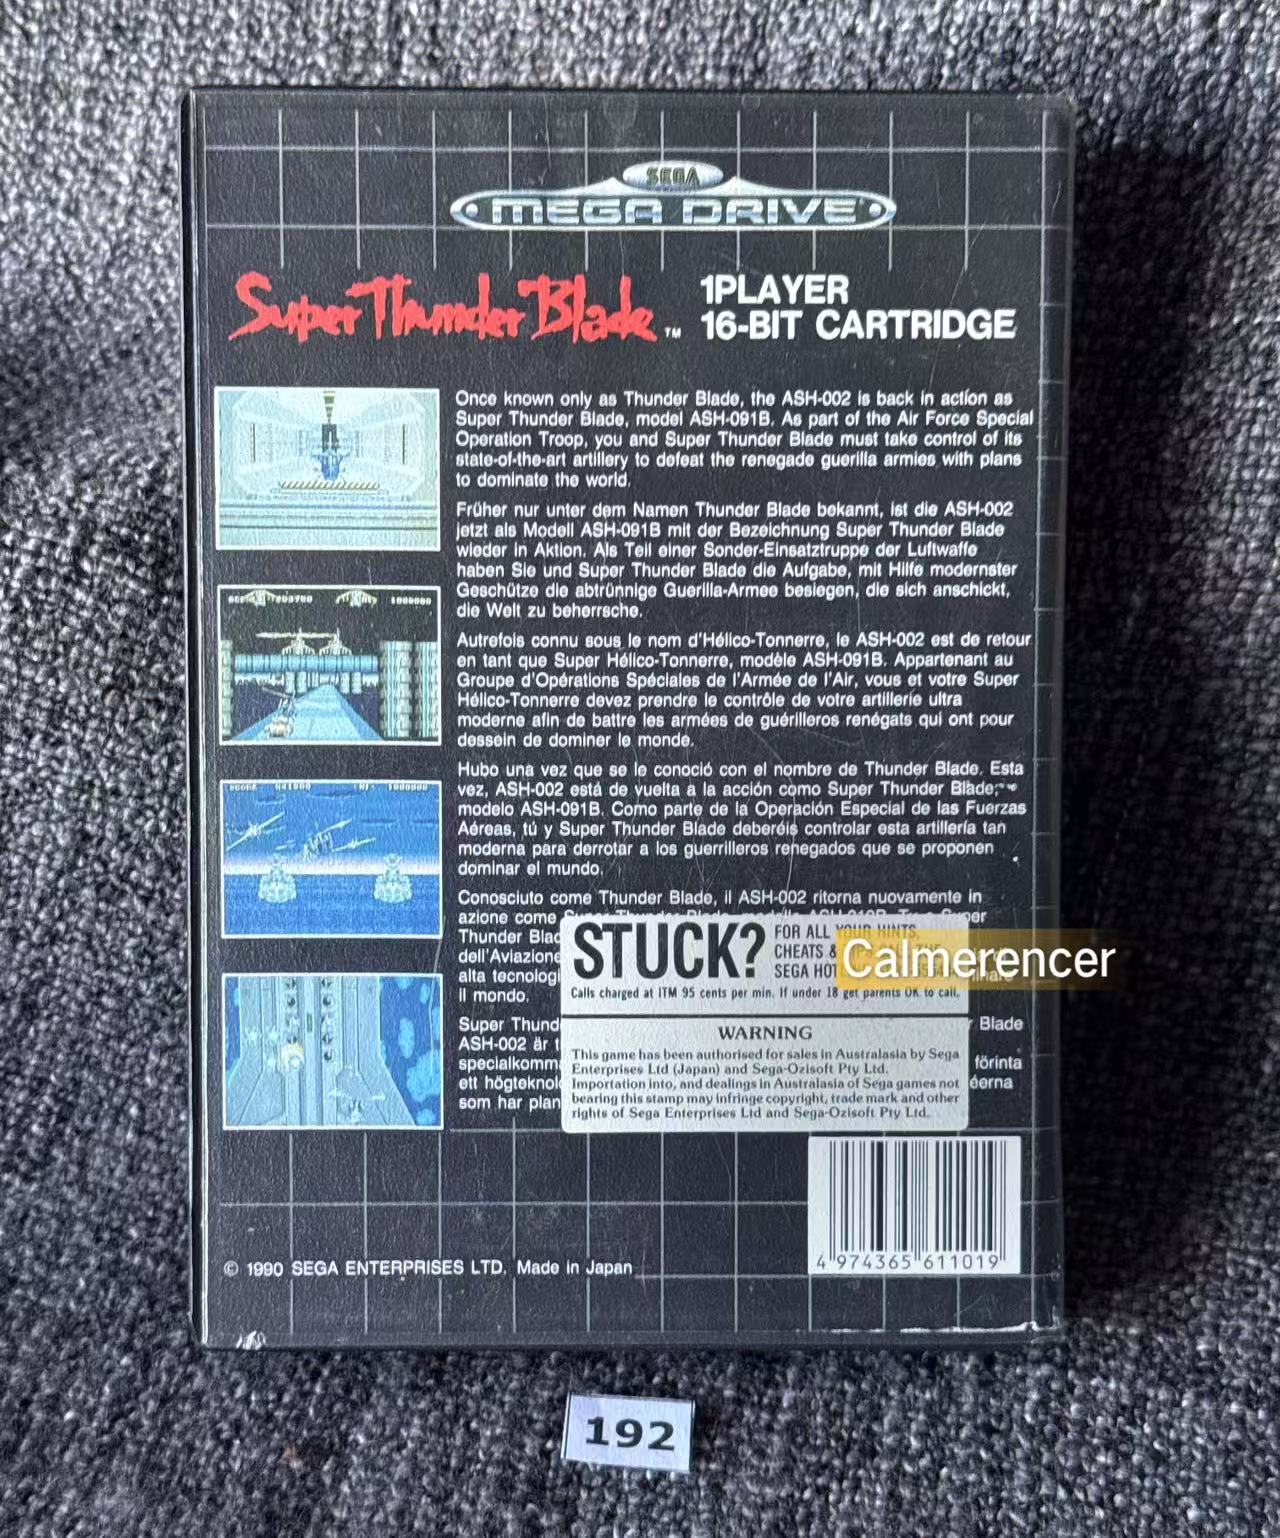 SEGA
MEGA DRIVE
Super Thunder Blade ™
1PLAYER
16-BIT CARTRIDGE
Once known only as Thunder Blade, the ASH-002 is back in action as
Super Thunder Blade, model ASH-091B. As part of the Air Force Special
Operation Troop, you and Super Thunder Blade must take control of its
state-of-the-art artillery to defeat the renegade guerilla armies with plans
to dominate the world.
Früher nur unter dem Namen Thunder Blade bekannt, ist die ASH-002
jetzt als Modell ASH-091B mit der Bezeichnung Super Thunder Blade
wieder in Aktion. Als Teil einer Sonder-Einsatztruppe der Luftwaffe
haben Sie und Super Thunder Blade die Aufgabe, mit Hilfe modernster
Geschütze die abtrünnige Guerilla-Armee besiegen, die sich anschickt,
die Welt zu beherrsche.
Autrefois connu sous le nom d'Hélico-Tonnerre, le ASH-002 est de retour
en tant que Super Hélico-Tonnerre, modèle ASH-091B. Appartenant au
Groupe d'Opérations Spéciales de l'Armée de l'Air, vous et votre Super
Hélico-Tonnerre devez prendre le contrôle de votre artillerie ultra
moderne afin de battre les armées de guérilleros renégats qui ont pour
dessein de dominer le monde.
Hubo una vez que se le conoció con el nombre de Thunder Blade. Esta
vez, ASH-002 está de vuelta a la acción como Super Thunder Blade,
modelo ASH-091B. Como parte de la Operación Especial de las Fuerzas
Aéreas, tú y Super Thunder Blade deberéis controlar esta artillería tan
moderna para derrotar a los guerrilleros renegados que se proponen
dominar el mundo.
Conosciuto come Thunder Blade, il ASH-002 ritorna nuovamente in
azione come
Thunder Blad
dell'Aviazione
alta tecnologi
il mondo.
Super Thund
Blade
ASH-002 är t
specialkomm
förinta
ett högteknol
éerna
som har plan
STUCK?
FOR ALL YOUR HINTS,
CHEATS &
SEGA HOT
Calmerencer
Calls charged at ITM 95 cents per min. If under 18 get parents OK to call.
WARNING
This game has been authorised for sales in Australasia by Sega
Enterprises Ltd (Japan) and Sega-Ozisoft Pty Ltd.
Importation into, and dealings in Australasia of Sega games not
bearing this stamp may infringe copyright, trade mark and other
rights of Sega Enterprises Ltd and Sega-Ozisoft Pty Ltd.
4 974365 611019
© 1990 SEGA ENTERPRISES LTD. Made in Japan
192